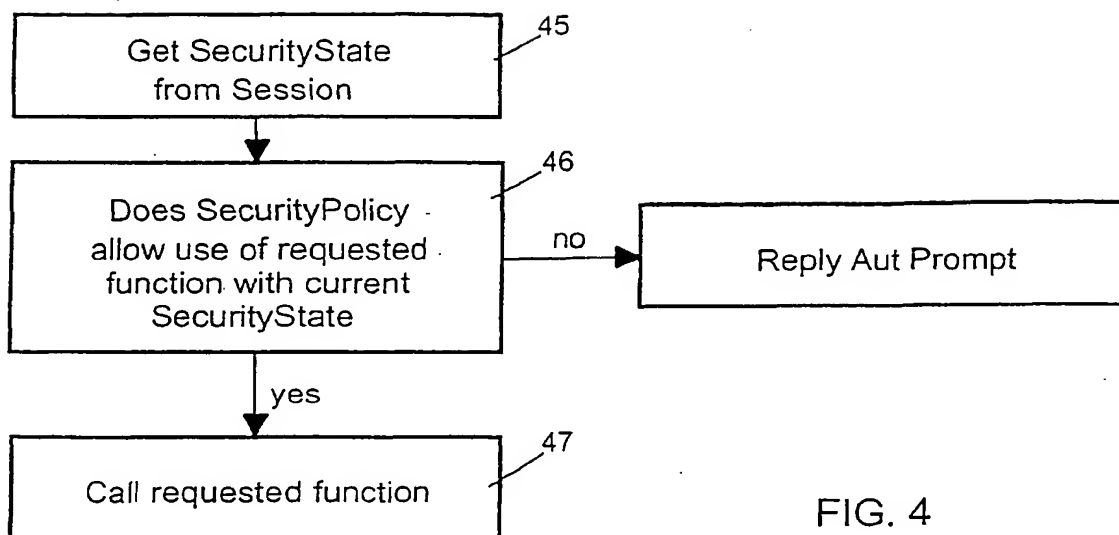 Get SecurityState
from Session
45
Does SecurityPolicy
allow use of requested
function with current
SecurityState
46
no
Reply Aut Prompt
yes
Call requested function
47
FIG. 4